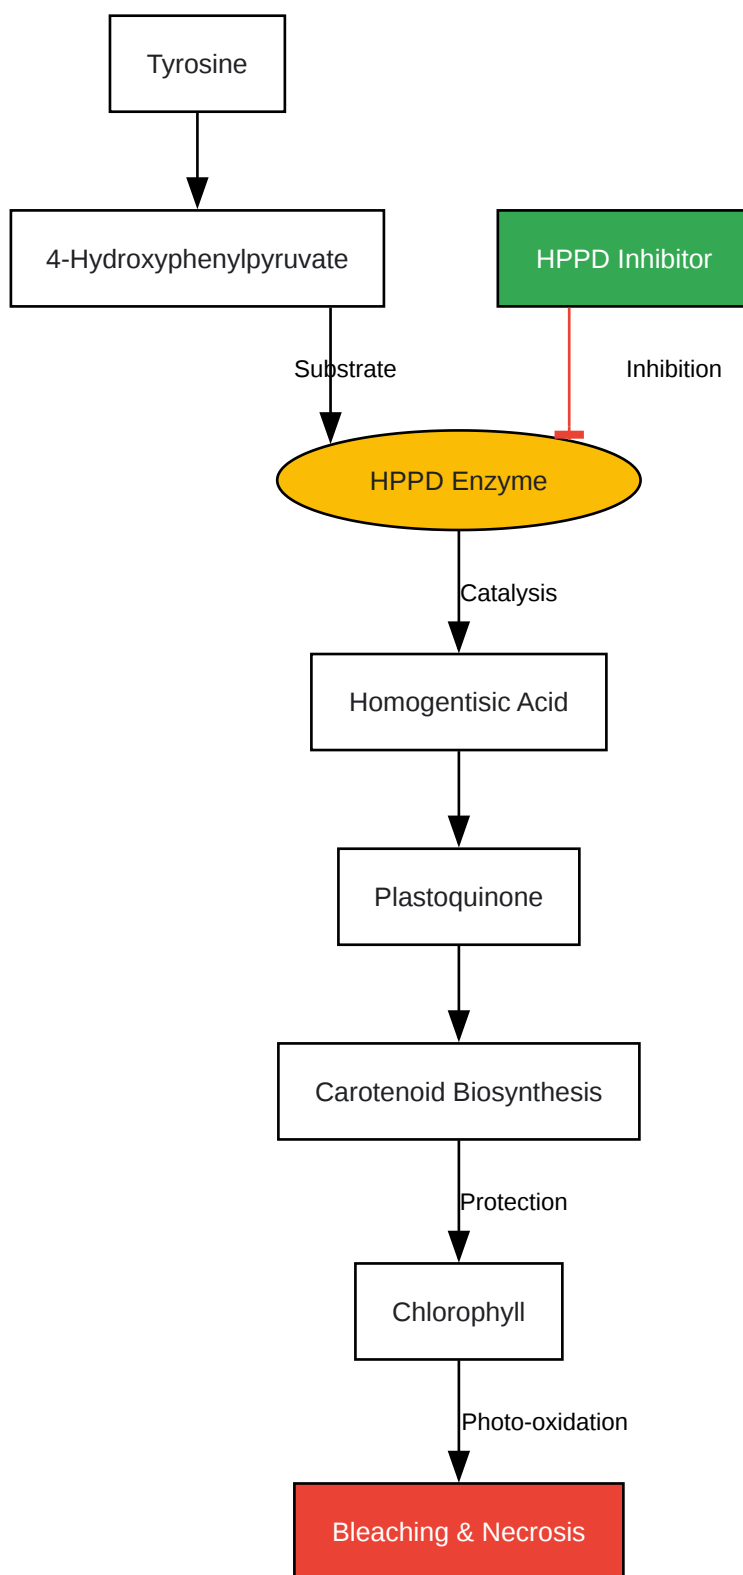 Tyrosine
4-Hydroxyphenylpyruvate
HPPD Inhibitor
Substrate
Inhibition
HPPD Enzyme
Catalysis
Homogentisic Acid
Plastoquinone
Carotenoid Biosynthesis
Protection
Chlorophyll
Photo-oxidation
Bleaching & Necrosis